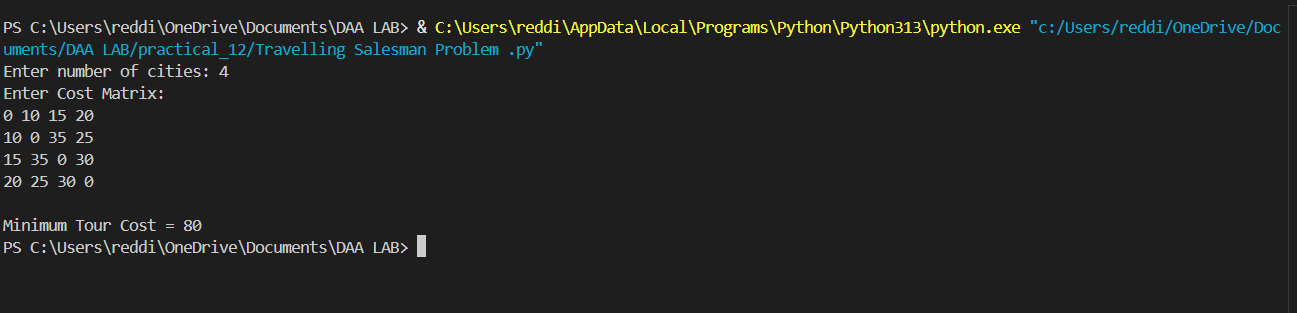 PS C:\Users\reddi\OneDrive\Documents\DAA LAB> & C:\Users\reddi\AppData\Local\Programs\Python\Python313\python.exe "c:/Users/reddi/OneDrive/Doc
uments/DAA LAB/practical_12/Travelling Salesman Problem .py"
Enter number of cities: 4
Enter Cost Matrix:
0 10 15 20
10 0 35 25
15 35 0 30
20 25 30 0
Minimum Tour Cost = 80
PS C:\Users\reddi\OneDrive\Documents\DAA LAB>